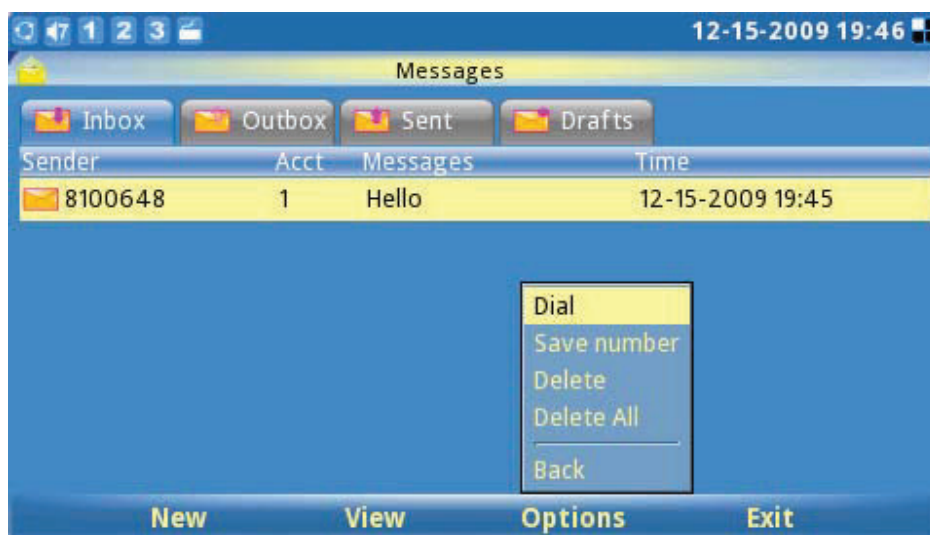 7 1 2 3 12-15-2009 19:46
Messages
Inbox Outbox Sent Drafts
Sender Acct Messages Time
8100648 1 Hello 12-15-2009 19:45
Dial
Save number
Delete
Delete All
Back
New View Options Exit